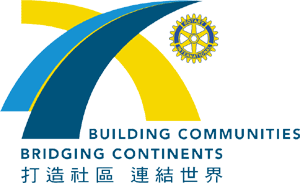 BUILDING COMMUNITIES
BRIDGING CONTINENTS
打造社區 連結世界